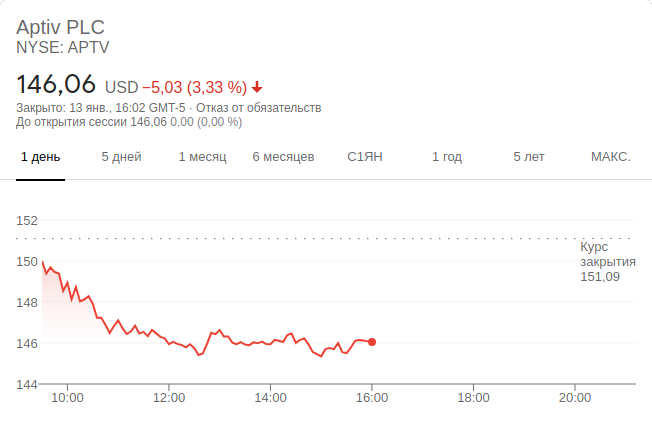 Aptiv PLC
NYSE: APTV
146,06 USD −5,03 (3,33 %)
Закрыто: 13 янв., 16:02 GMT-5 · Отказ от обязательств
До открытия сессии 146,06 0,00 (0,00 %)
1 день 5 дней 1 месяц 6 месяцев С1ЯН 1 год 5 лет МАКС.
152
Курс
закрытия
151,09
150
148
146
144
10:00 12:00 14:00 16:00 18:00 20:00